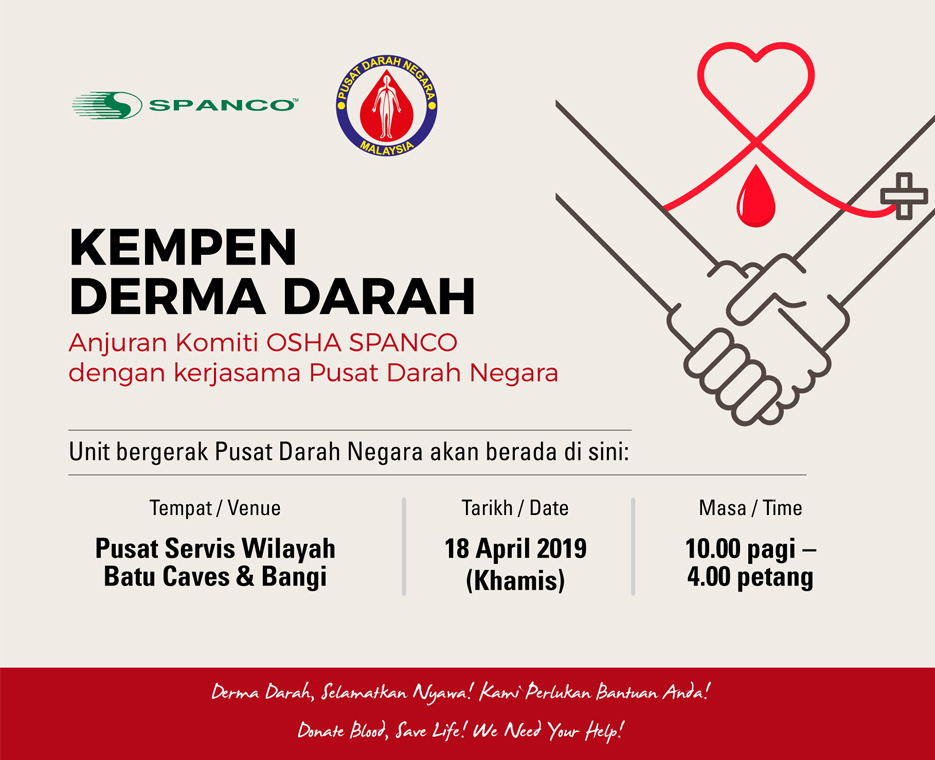 SPANCO™
PUSAT DARAH NEGARA
MALAYSIA
KEMPEN
DERMA DARAH
Anjuran Komiti OSHA SPANCO
dengan kerjasama Pusat Darah Negara
Unit bergerak Pusat Darah Negara akan berada di sini:
Tempat / Venue
Pusat Servis Wilayah
Batu Caves & Bangi
Tarikh / Date
18 April 2019
(Khamis)
Masa / Time
10.00 pagi –
4.00 petang
Derma Darah, Selamatkan Nyawa! Kami Perlukan Bantuan Anda!
Donate Blood, Save Life! We Need Your Help!